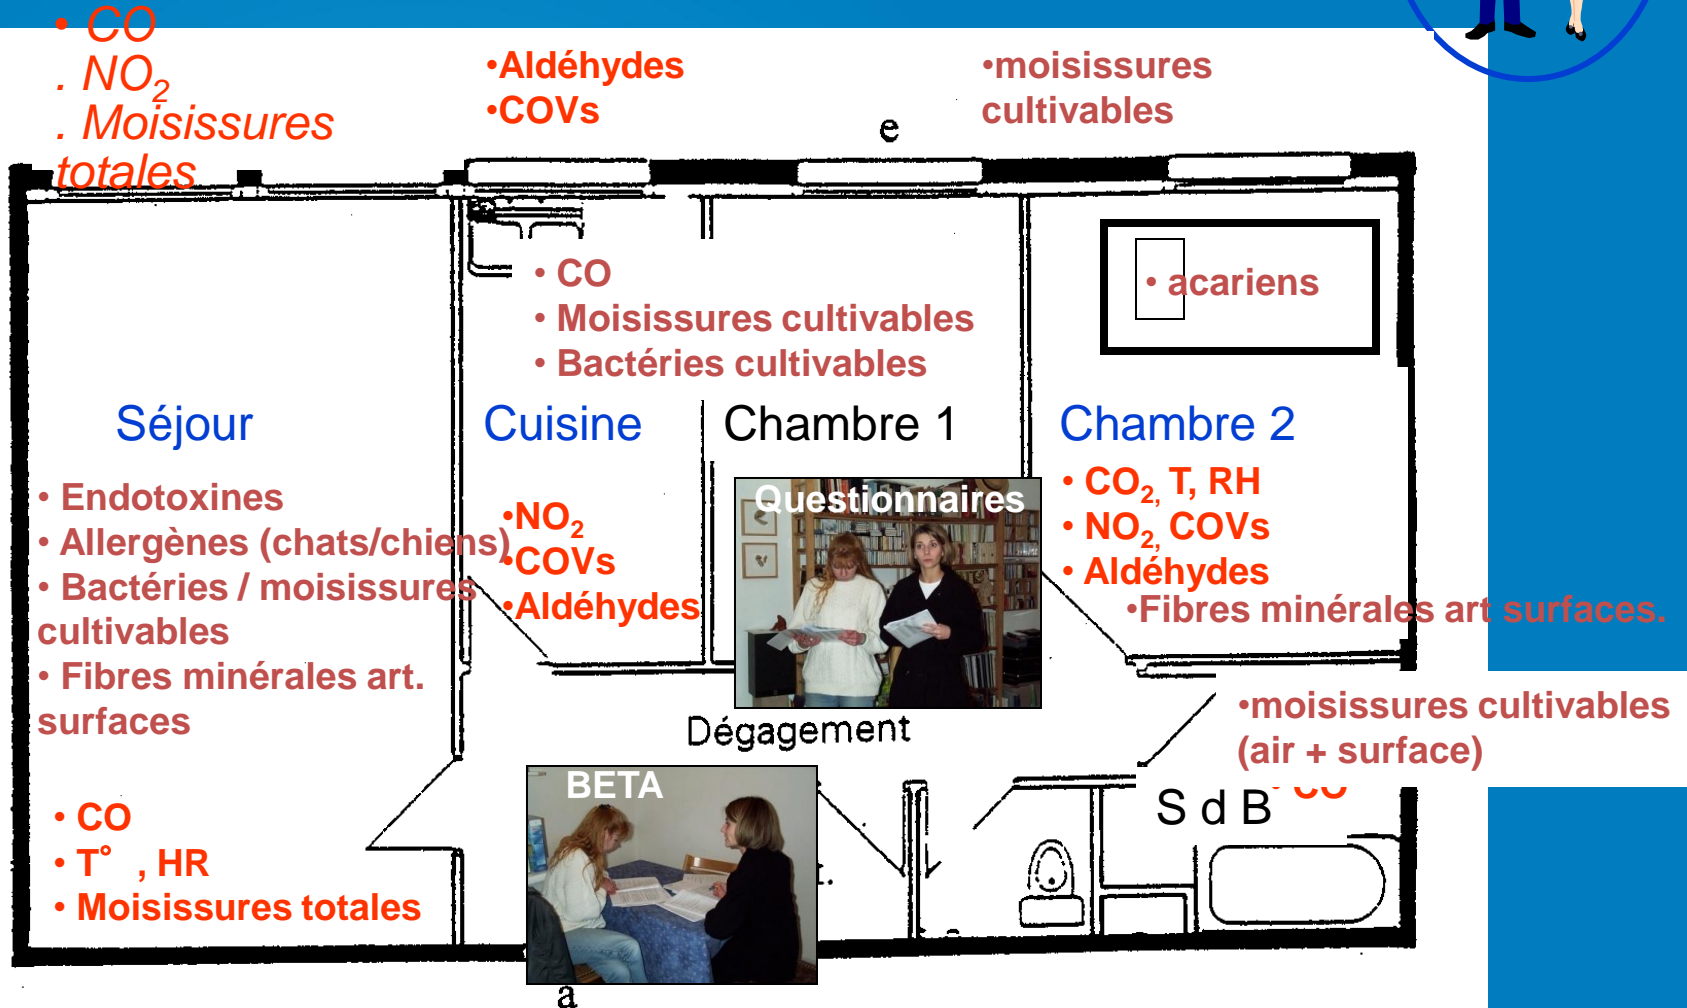 • CO
. NO2
. Moisissures
totales
•Aldéhydes
•COVs
•moisissures
cultivables
e
• CO
• Moisissures cultivables
• Bactéries cultivables
• acariens
Séjour
Cuisine
Chambre 1
Chambre 2
• Endotoxines
• Allergènes (chats/chiens)
• Bactéries / moisissures
cultivables
• Fibres minérales art.
surfaces
•NO2
•COVs
•Aldéhydes
Questionnaires
• CO2, T, RH
• NO2, COVs
• Aldéhydes
•Fibres minérales art surfaces.
Dégagement
•moisissures cultivables
(air + surface)
• CO
S d B
BETA
• CO
• T° , HR
• Moisissures totales
a